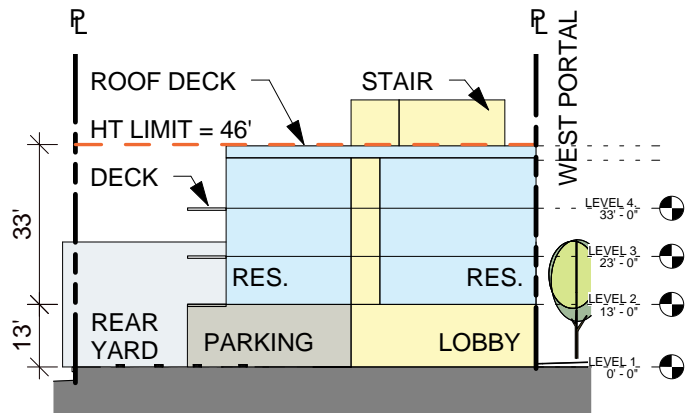 PL
PL
ROOF DECK
STAIR
WEST PORTAL
HT LIMIT = 46'
DECK
33'
LEVEL 4
33' - 0"
LEVEL 3
23' - 0"
RES.
RES.
LEVEL 2
13' - 0"
13'
REAR
YARD
PARKING
LOBBY
LEVEL 1
0' - 0"